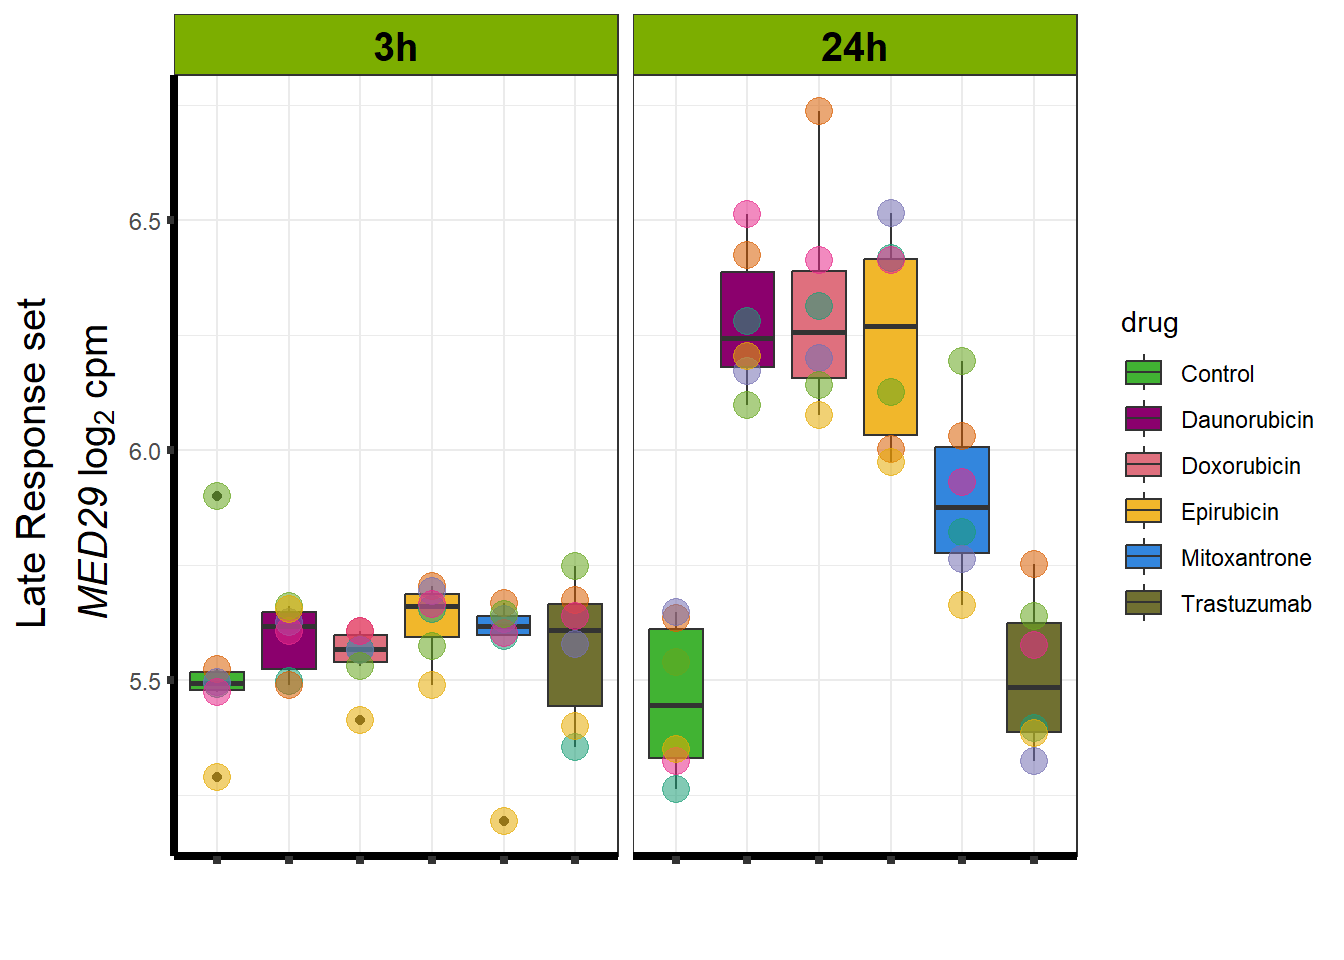 3h
24h
Late Response set
MED29 log₂ cpm
6.5
6.0
5.5
drug
Control
Daunorubicin
Doxorubicin
Epirubicin
Mitoxantrone
Trastuzumab